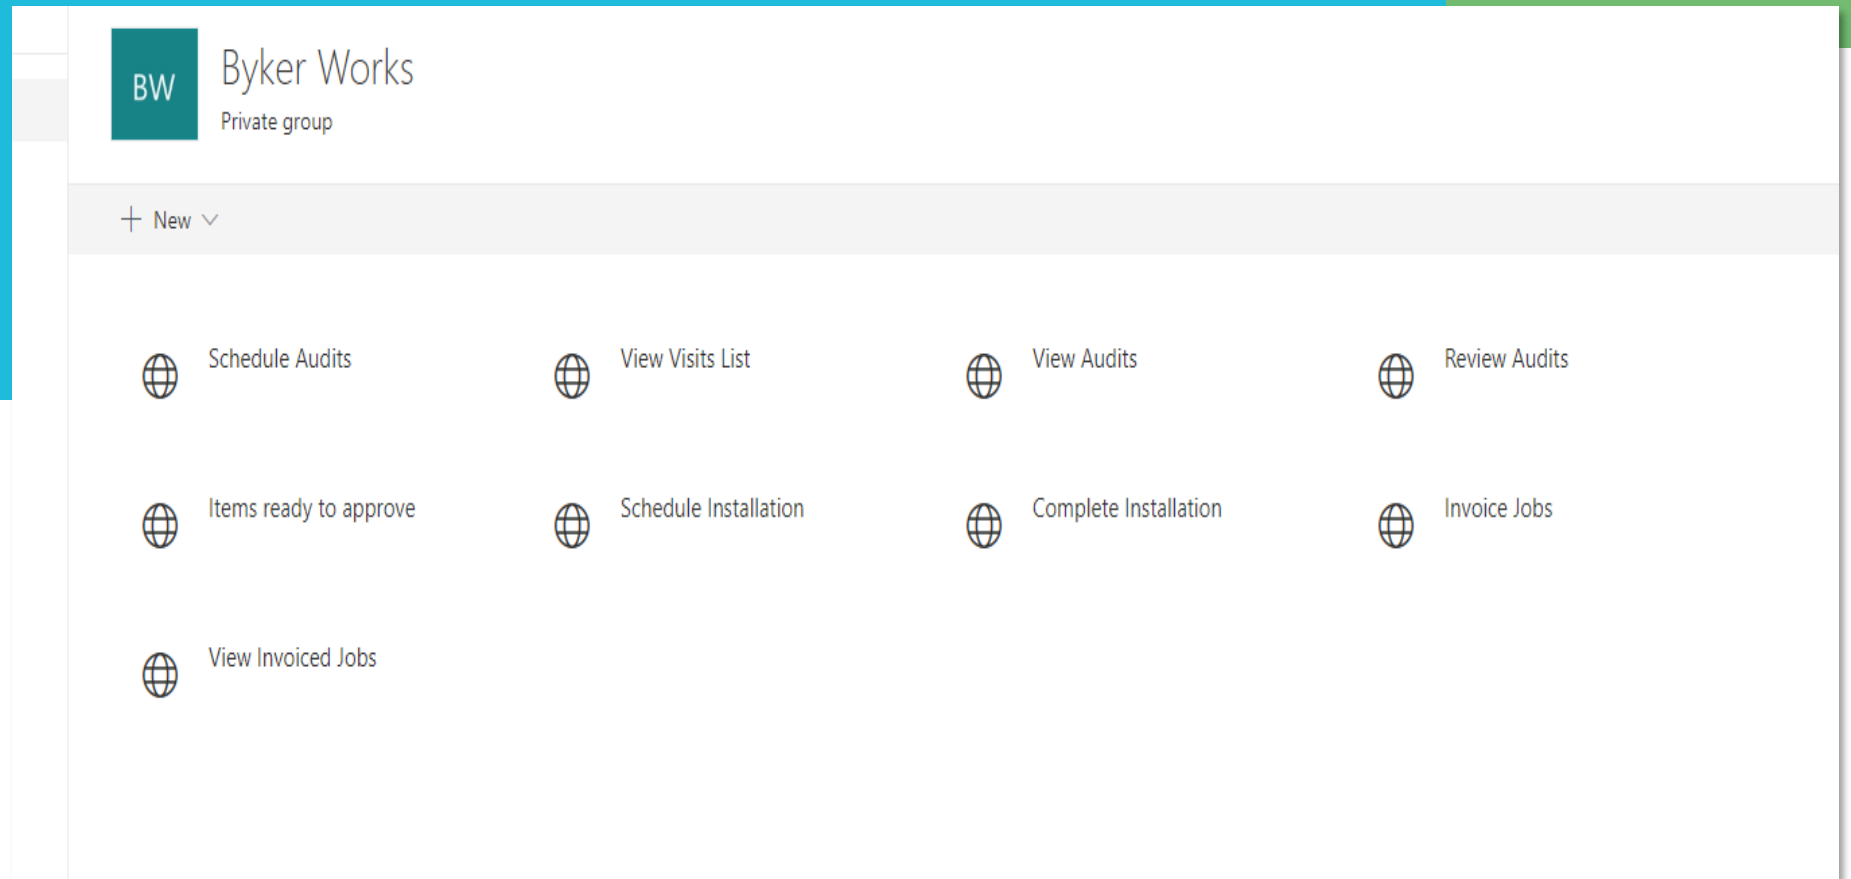 BW
Byker Works
Private group
New
Schedule Audits
View Visits List
View Audits
Review Audits
Items ready to approve
Schedule Installation
Complete Installation
Invoice Jobs
View Invoiced Jobs